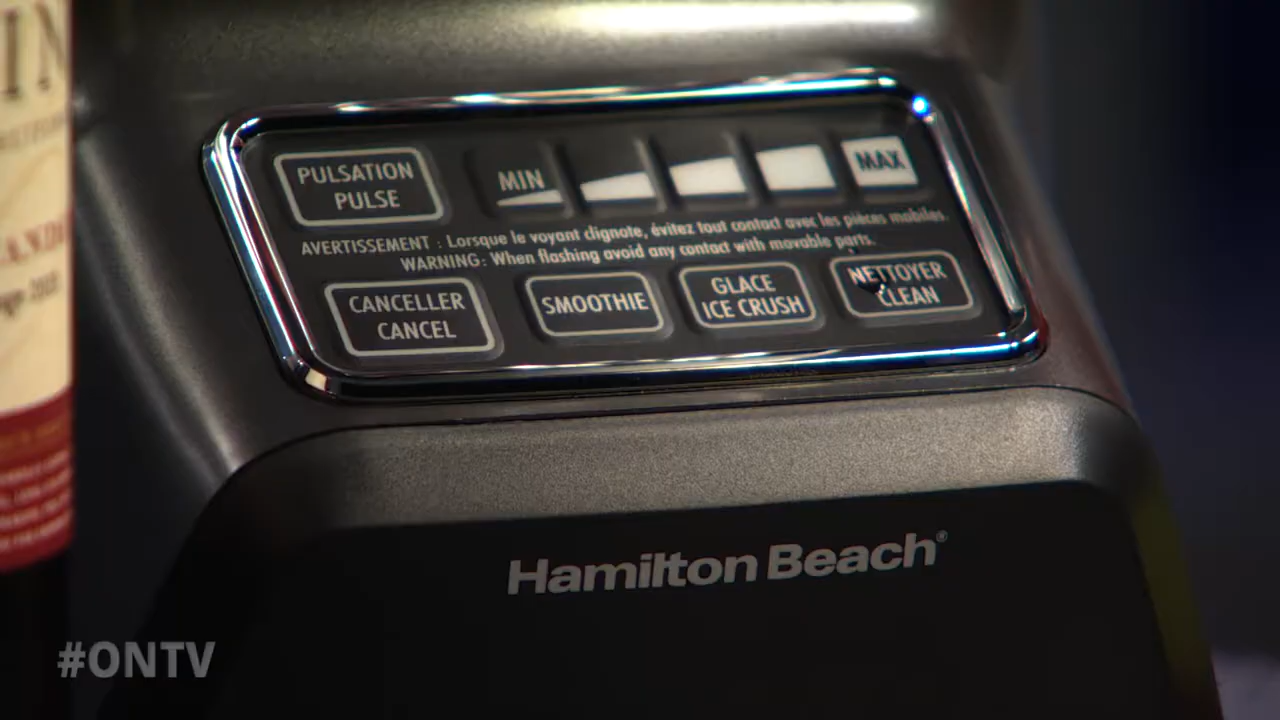 IN
PULSATION
PULSE
MIN
MAX
AVERTISSEMENT : Lorsque le voyant clignote, évitez tout contact avec les pièces mobiles.
WARNING: When flashing avoid any contact with movable parts.
CANCELLER
CANCEL
SMOOTHIE
GLACE
ICE CRUSH
NETTOYER
CLEAN
Hamilton Beach®
#ONTV